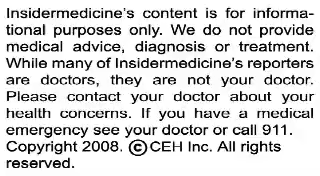 Insidermedicine's content is for informa-
tional purposes only. We do not provide
medical advice, diagnosis or treatment.
While many of Insidermedicine's reporters
are doctors, they are not your doctor.
Please contact your doctor about your
health concerns. If you have a medical
emergency see your doctor or call 911.
Copyright 2008. ©CEH Inc. All rights
reserved.